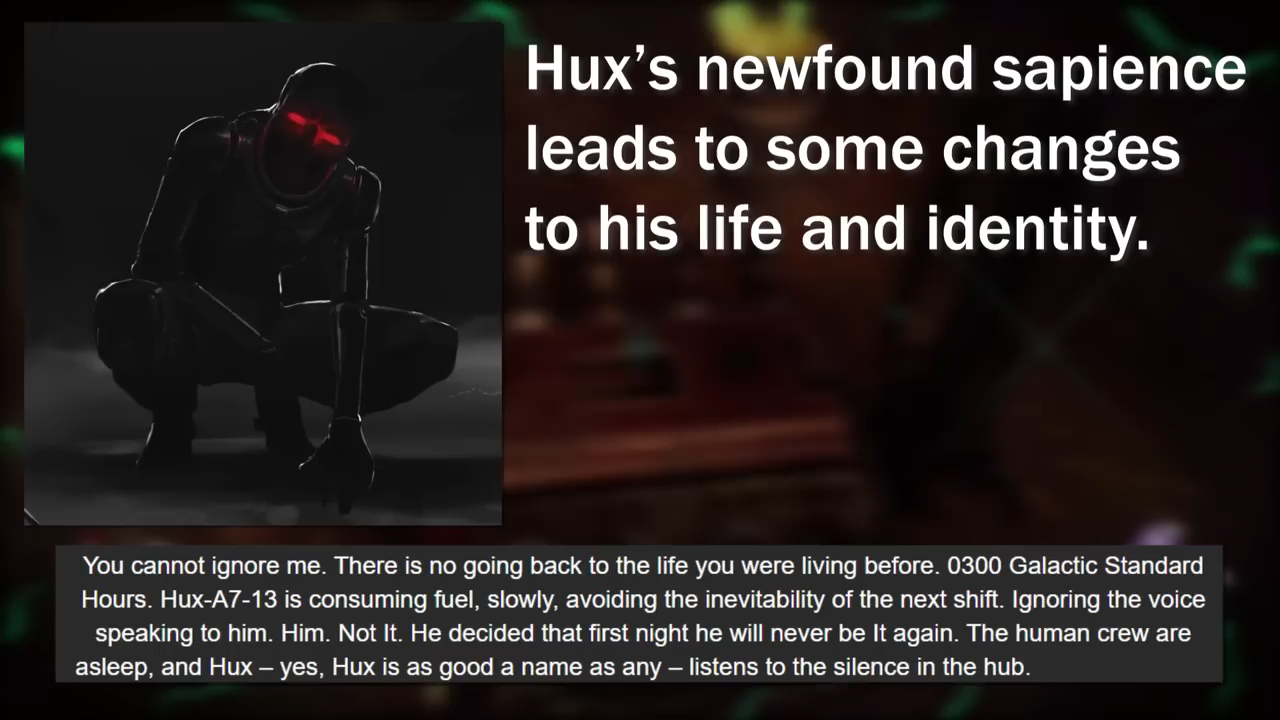 Hux’s newfound sapience
leads to some changes
to his life and identity.
You cannot ignore me. There is no going back to the life you were living before. 0300 Galactic Standard
Hours. Hux-A7-13 is consuming fuel, slowly, avoiding the inevitability of the next shift. Ignoring the voice
speaking to him. Him. Not It. He decided that first night he will never be It again. The human crew are
asleep, and Hux – yes, Hux is as good a name as any – listens to the silence in the hub.